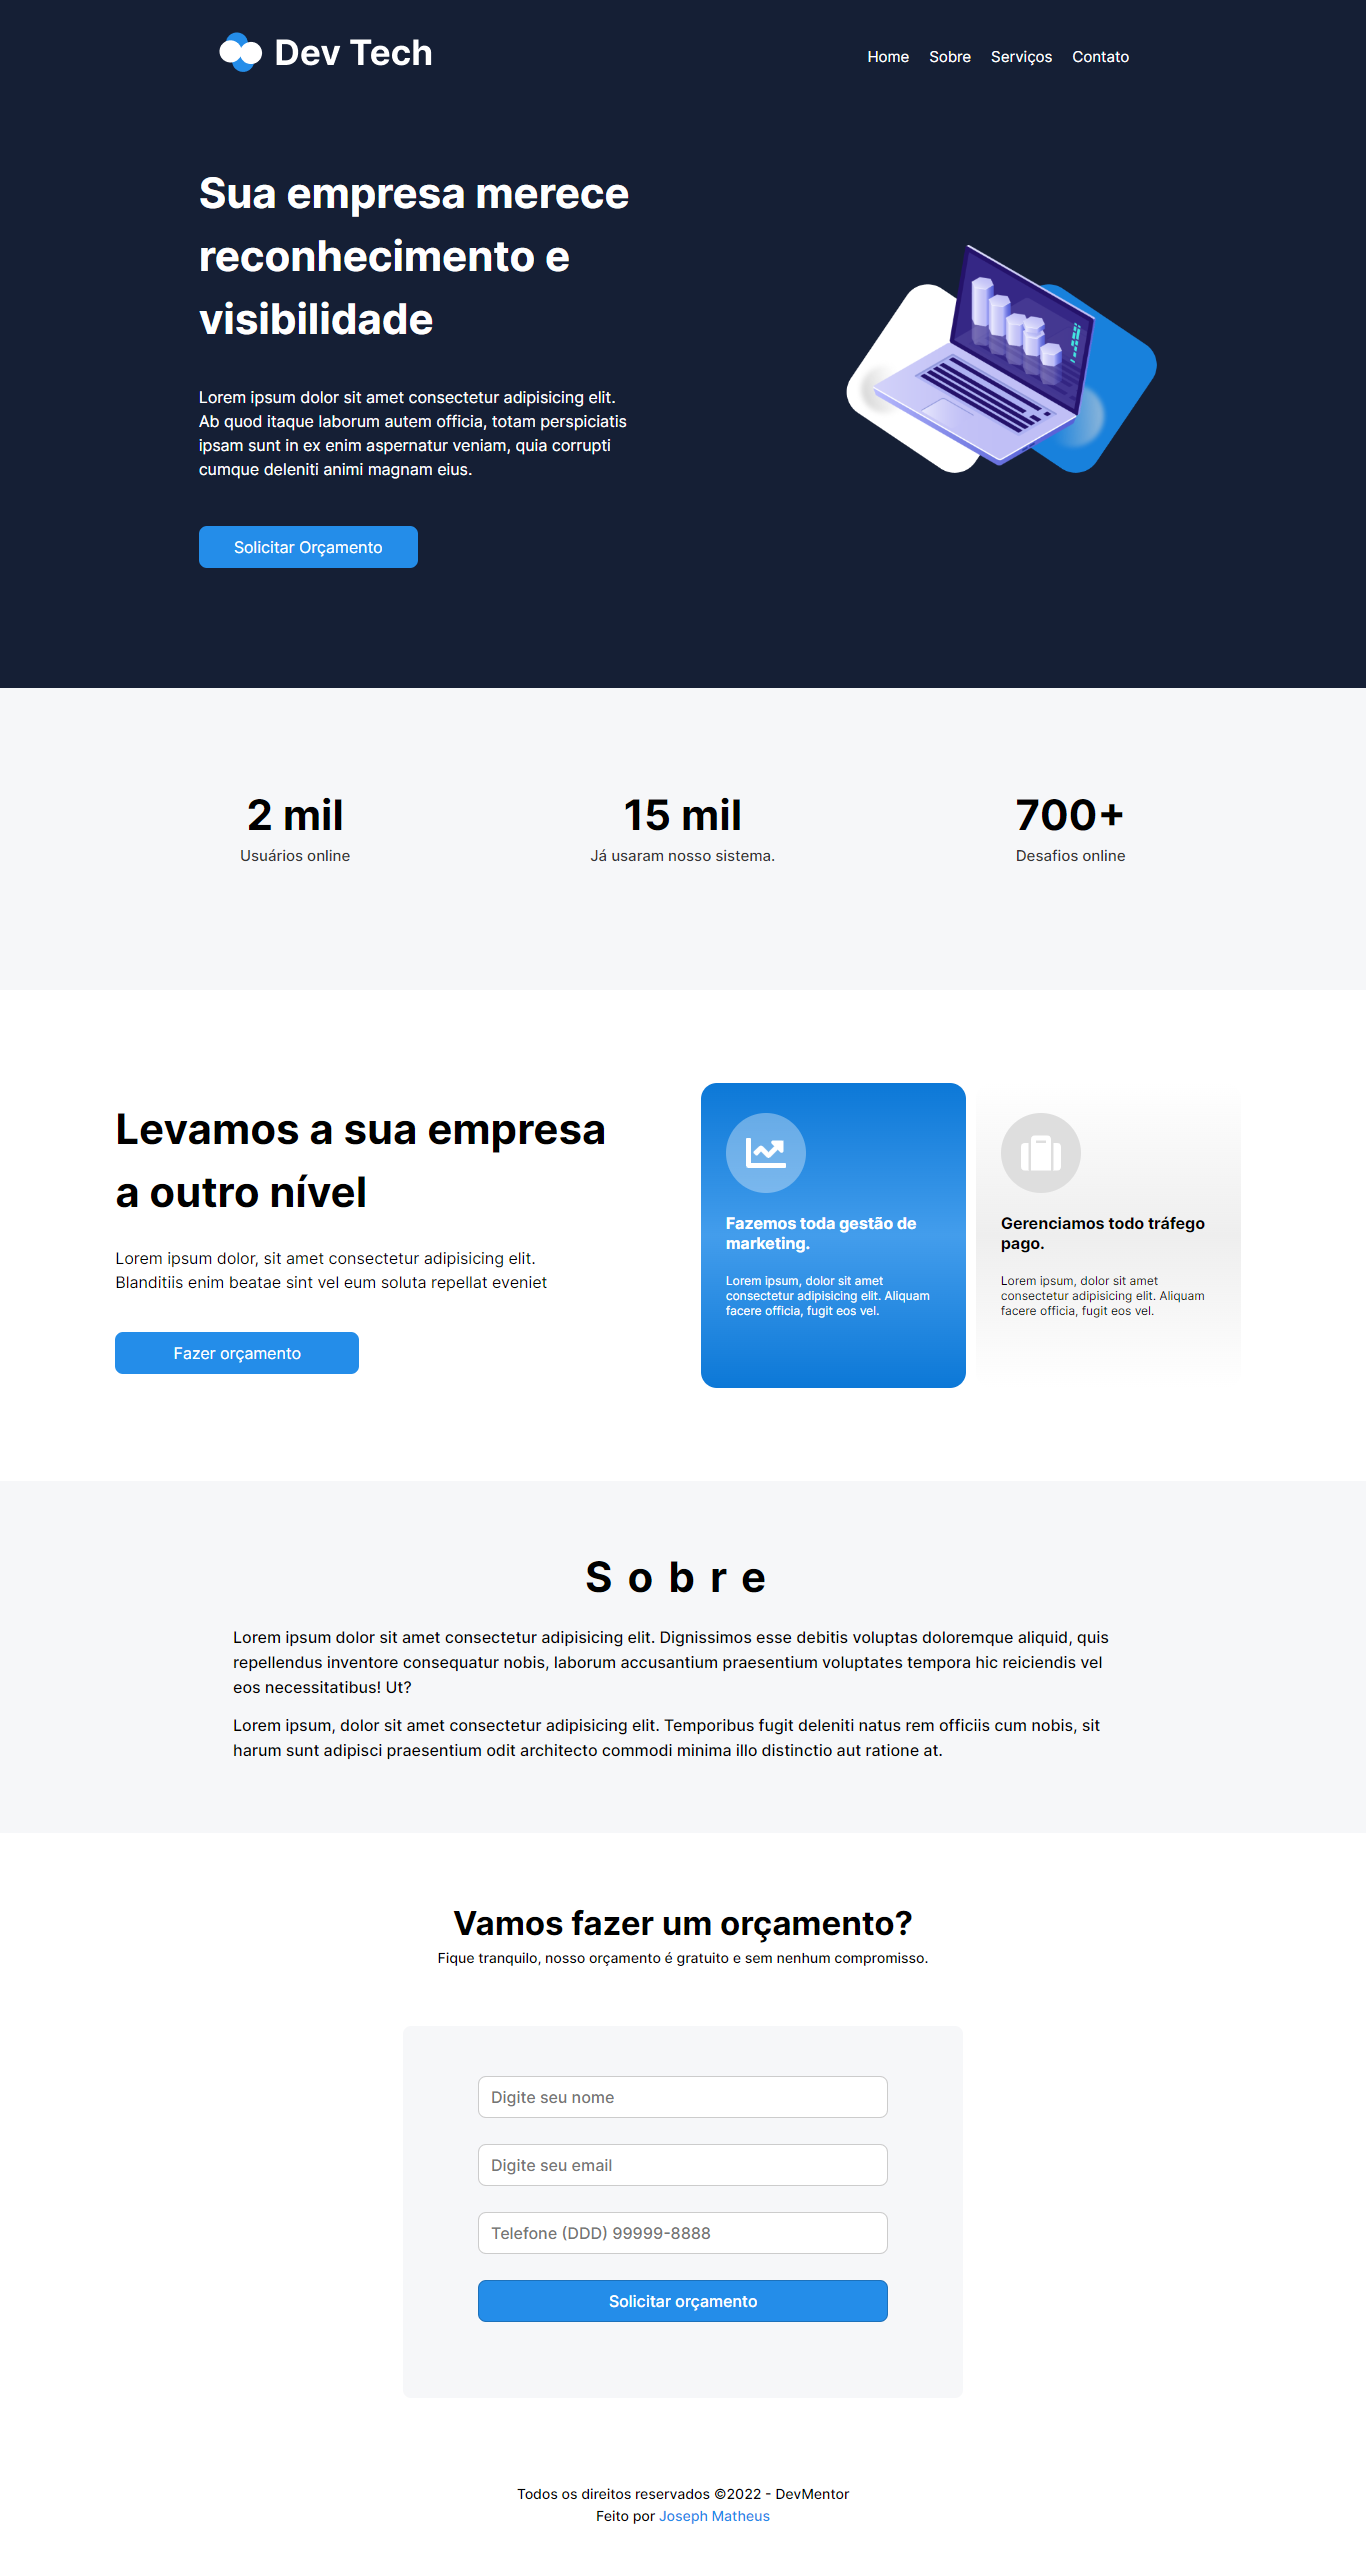 Dev Tech
Home Sobre Serviços Contato
Sua empresa merece
reconhecimento e
visibilidade
Lorem ipsum dolor sit amet consectetur adipisicing elit.
Ab quod itaque laborum autem officia, totam perspiciatis
ipsam sunt in ex enim aspernatur veniam, quia corrupti
cumque deleniti animi magnam eius.
Solicitar Orçamento
2 mil
Usuários online
15 mil
Já usaram nosso sistema.
700+
Desafios online
Levamos a sua empresa
a outro nível
Lorem ipsum dolor, sit amet consectetur adipisicing elit.
Blanditiis enim beatae sint vel eum soluta repellat eveniet
Fazer orçamento
Fazemos toda gestão de
marketing.
Lorem ipsum, dolor sit amet
consectetur adipisicing elit. Aliquam
facere officia, fugit eos vel.
Gerenciamos todo tráfego
pago.
Lorem ipsum, dolor sit amet
consectetur adipisicing elit. Aliquam
facere officia, fugit eos vel.
Sobre
Lorem ipsum dolor sit amet consectetur adipisicing elit. Dignissimos esse debitis voluptas doloremque aliquid, quis
repellendus inventore consequatur nobis, laborum accusantium praesentium voluptates tempora hic reiciendis vel
eos necessitatibus! Ut?
Lorem ipsum, dolor sit amet consectetur adipisicing elit. Temporibus fugit deleniti natus rem officiis cum nobis, sit
harum sunt adipisci praesentium odit architecto commodi minima illo distinctio aut ratione at.
Vamos fazer um orçamento?
Fique tranquilo, nosso orçamento é gratuito e sem nenhum compromisso.
Digite seu nome
Digite seu email
Telefone (DDD) 99999-8888
Solicitar orçamento
Todos os direitos reservados ©2022 - DevMentor
Feito por Joseph Matheus